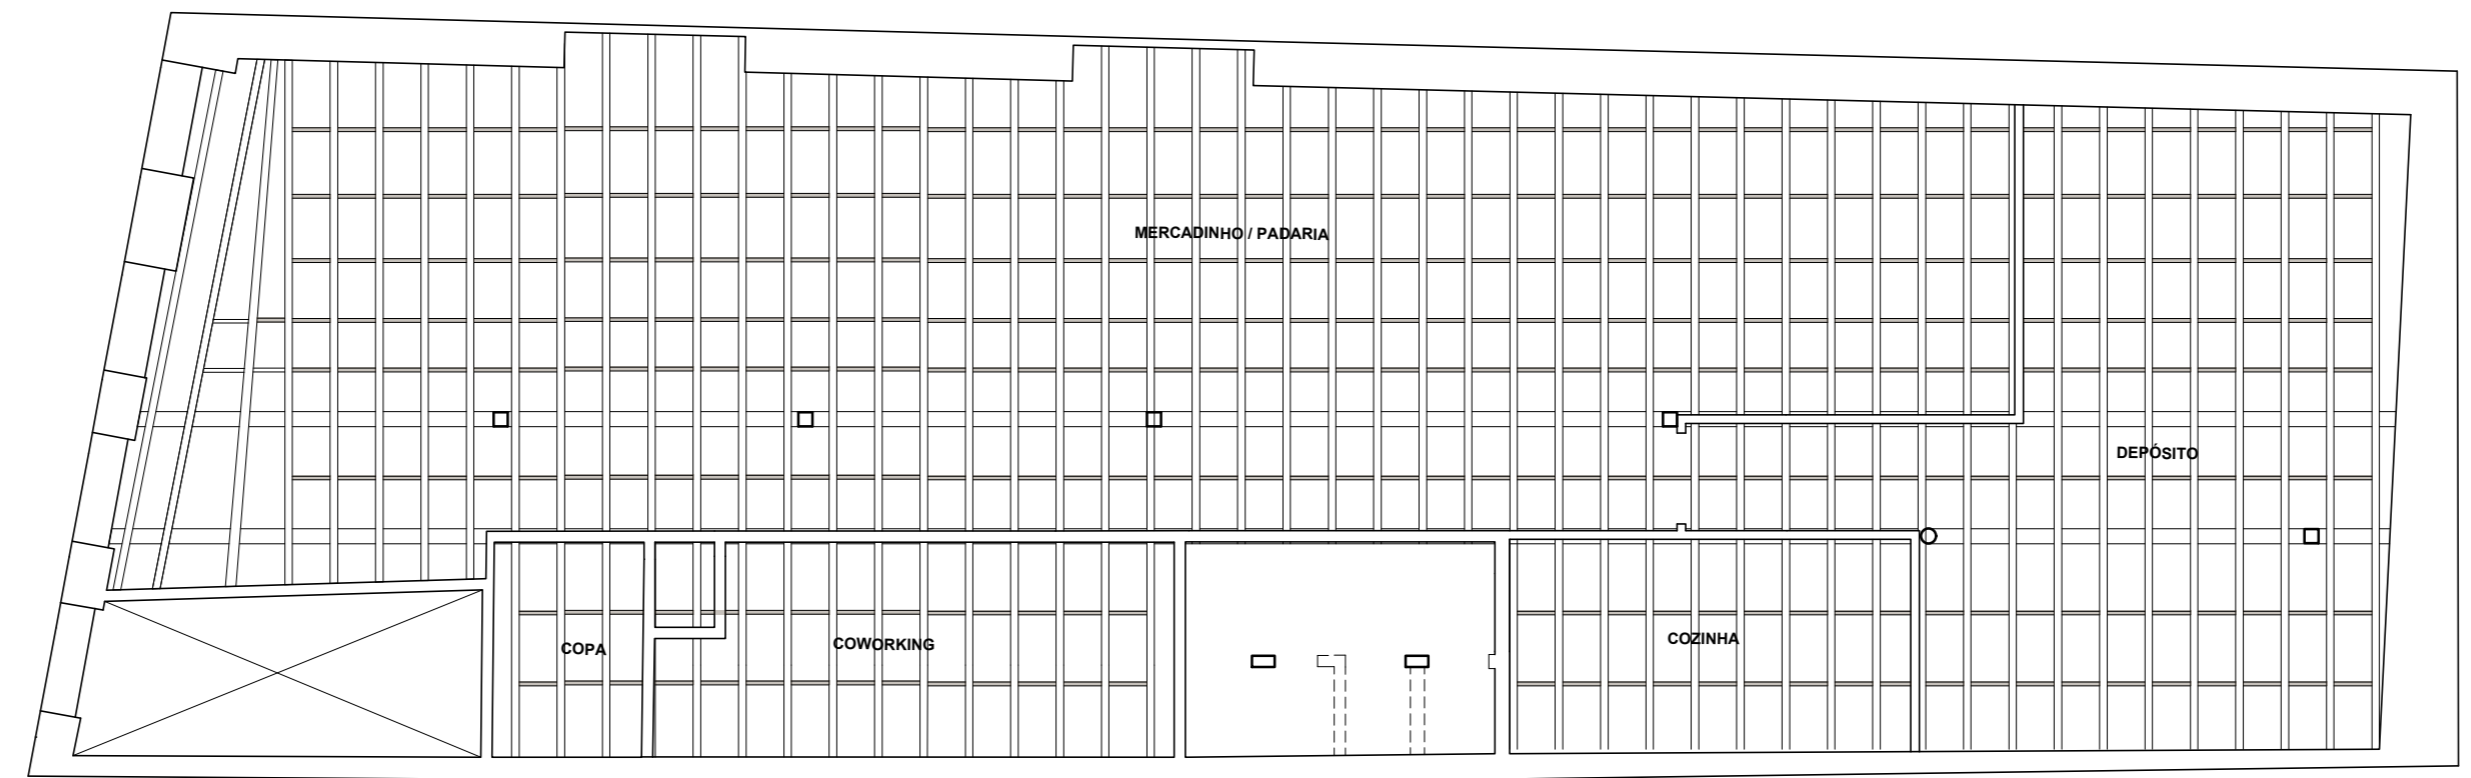 MERCADINHO / PADARIA
DEPÓSITO
COPA
COWORKING
COZINHA